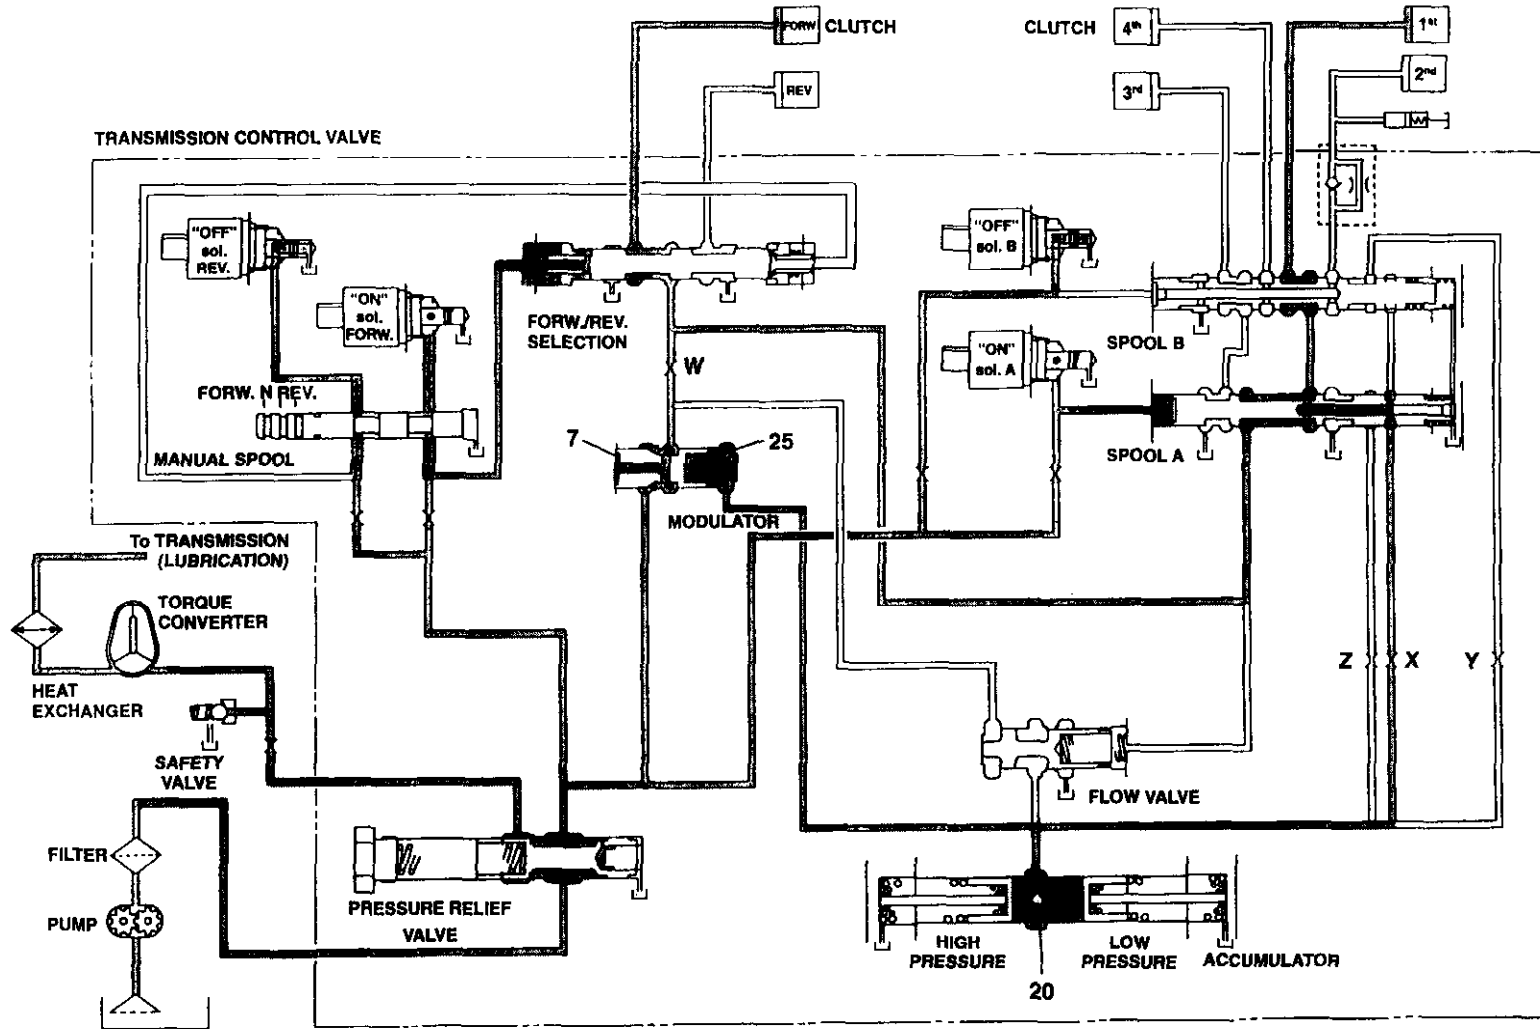 FORW
CLUTCH
REV
CLUTCH
4th
1st
3rd
2nd
TRANSMISSION CONTROL VALVE
"OFF"
sol.
REV.
"ON"
sol.
FORW.
FORW./REV.
SELECTION
"OFF"
sol. B
SPOOL B
"ON"
sol. A
SPOOL A
W
FORW. N REV.
MANUAL SPOOL
7
25
MODULATOR
To TRANSMISSION
(LUBRICATION)
TORQUE
CONVERTER
HEAT
EXCHANGER
SAFETY
VALVE
Z
X
Y
FLOW VALVE
FILTER
PUMP
PRESSURE RELIEF
VALVE
HIGH
PRESSURE
LOW
PRESSURE
ACCUMULATOR
20